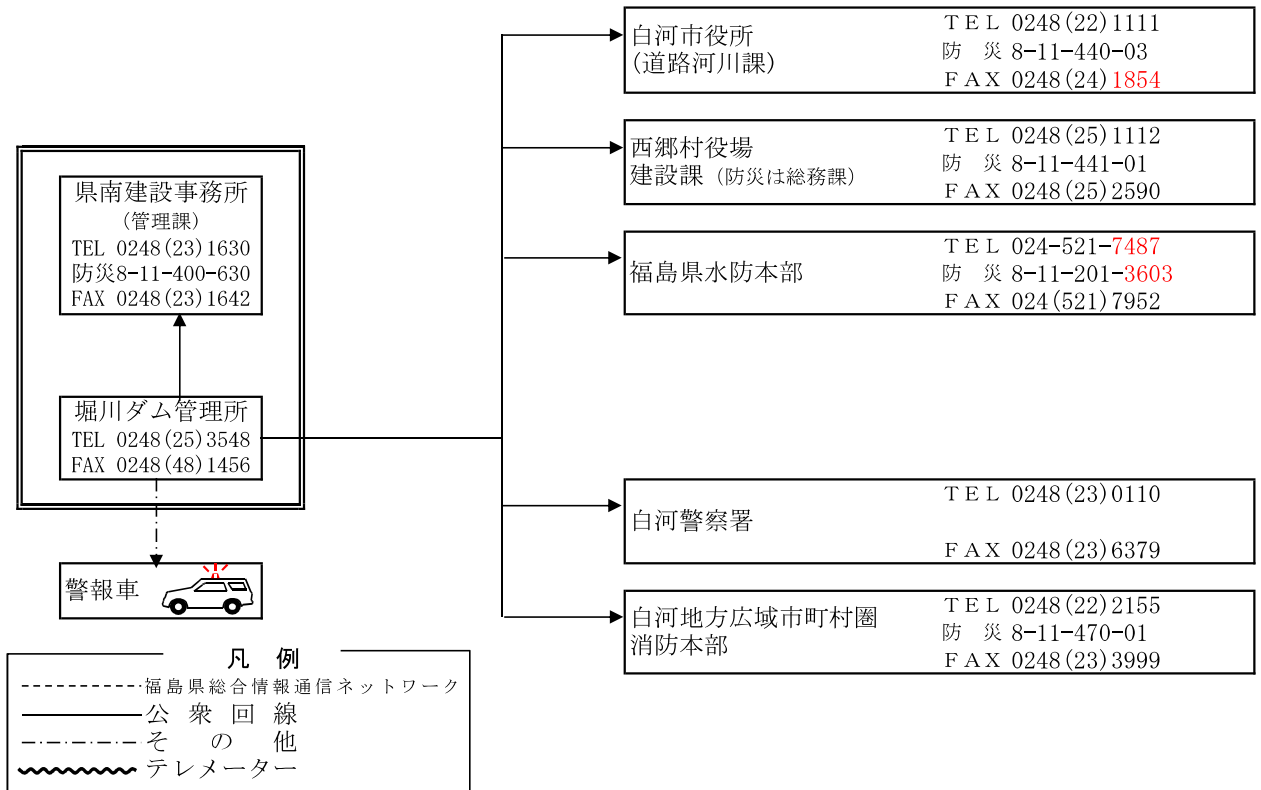 白河市役所
(道路河川課)
ＴＥＬ 0248(22)1111
防　災 8-11-440-03
ＦＡＸ 0248(24)1854
西郷村役場
建設課（防災は総務課）
ＴＥＬ 0248(25)1112
防　災 8-11-441-01
ＦＡＸ 0248(25)2590
県南建設事務所
(管理課)
TEL 0248(23)1630
防災8-11-400-630
FAX 0248(23)1642
福島県水防本部
ＴＥＬ 024-521-7487
防　災 8-11-201-3603
ＦＡＸ 024(521)7952
堀川ダム管理所
TEL 0248(25)3548
FAX 0248(48)1456
白河警察署
ＴＥＬ 0248(23)0110
ＦＡＸ 0248(23)6379
警報車
白河地方広域市町村圏
消防本部
ＴＥＬ 0248(22)2155
防　災 8-11-470-01
ＦＡＸ 0248(23)3999
凡　例
福島県総合情報通信ネットワーク
公　衆　回　線
そ　の　他
テレメーター